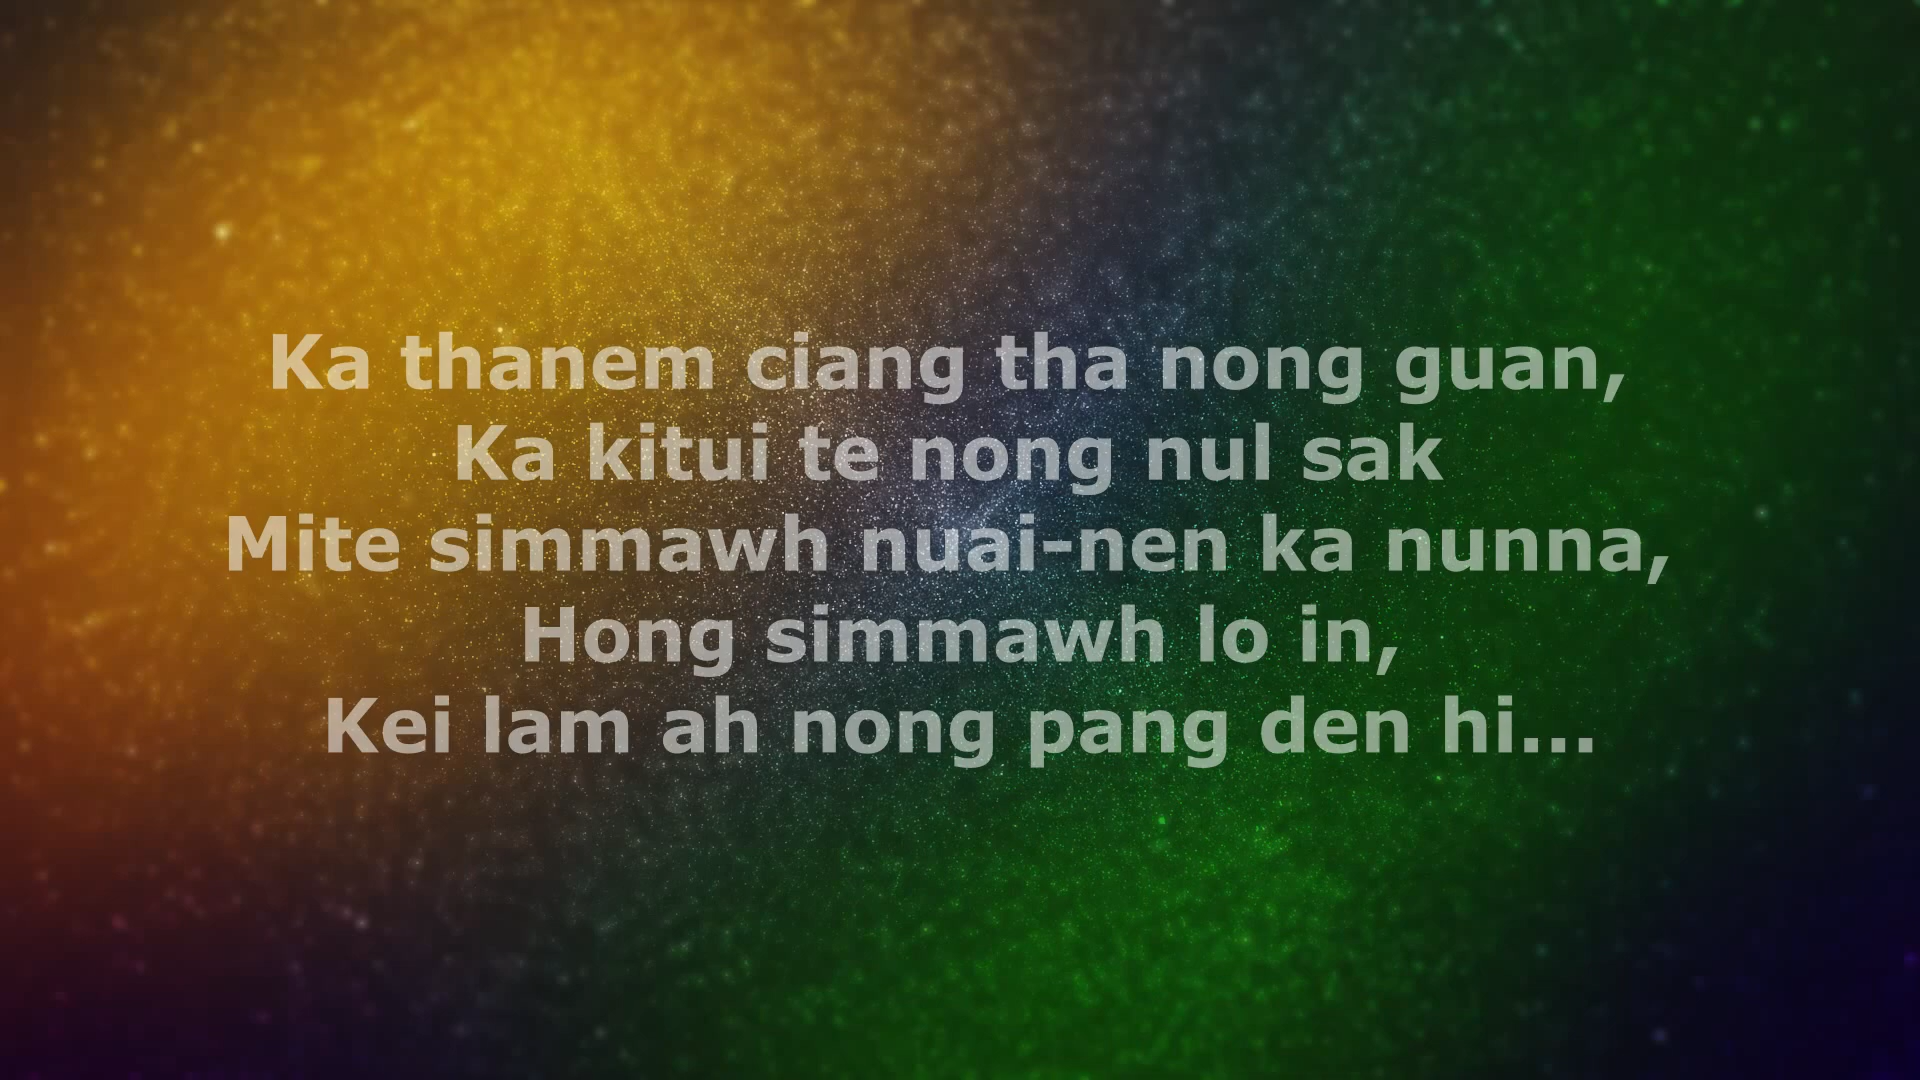 Ka thanem ciang tha nong guan,
Ka kitui te nong nul sak
Mite simmawh nuai-nen ka nunna,
Hong simmawh lo in,
Kei lam ah nong pang den hi...